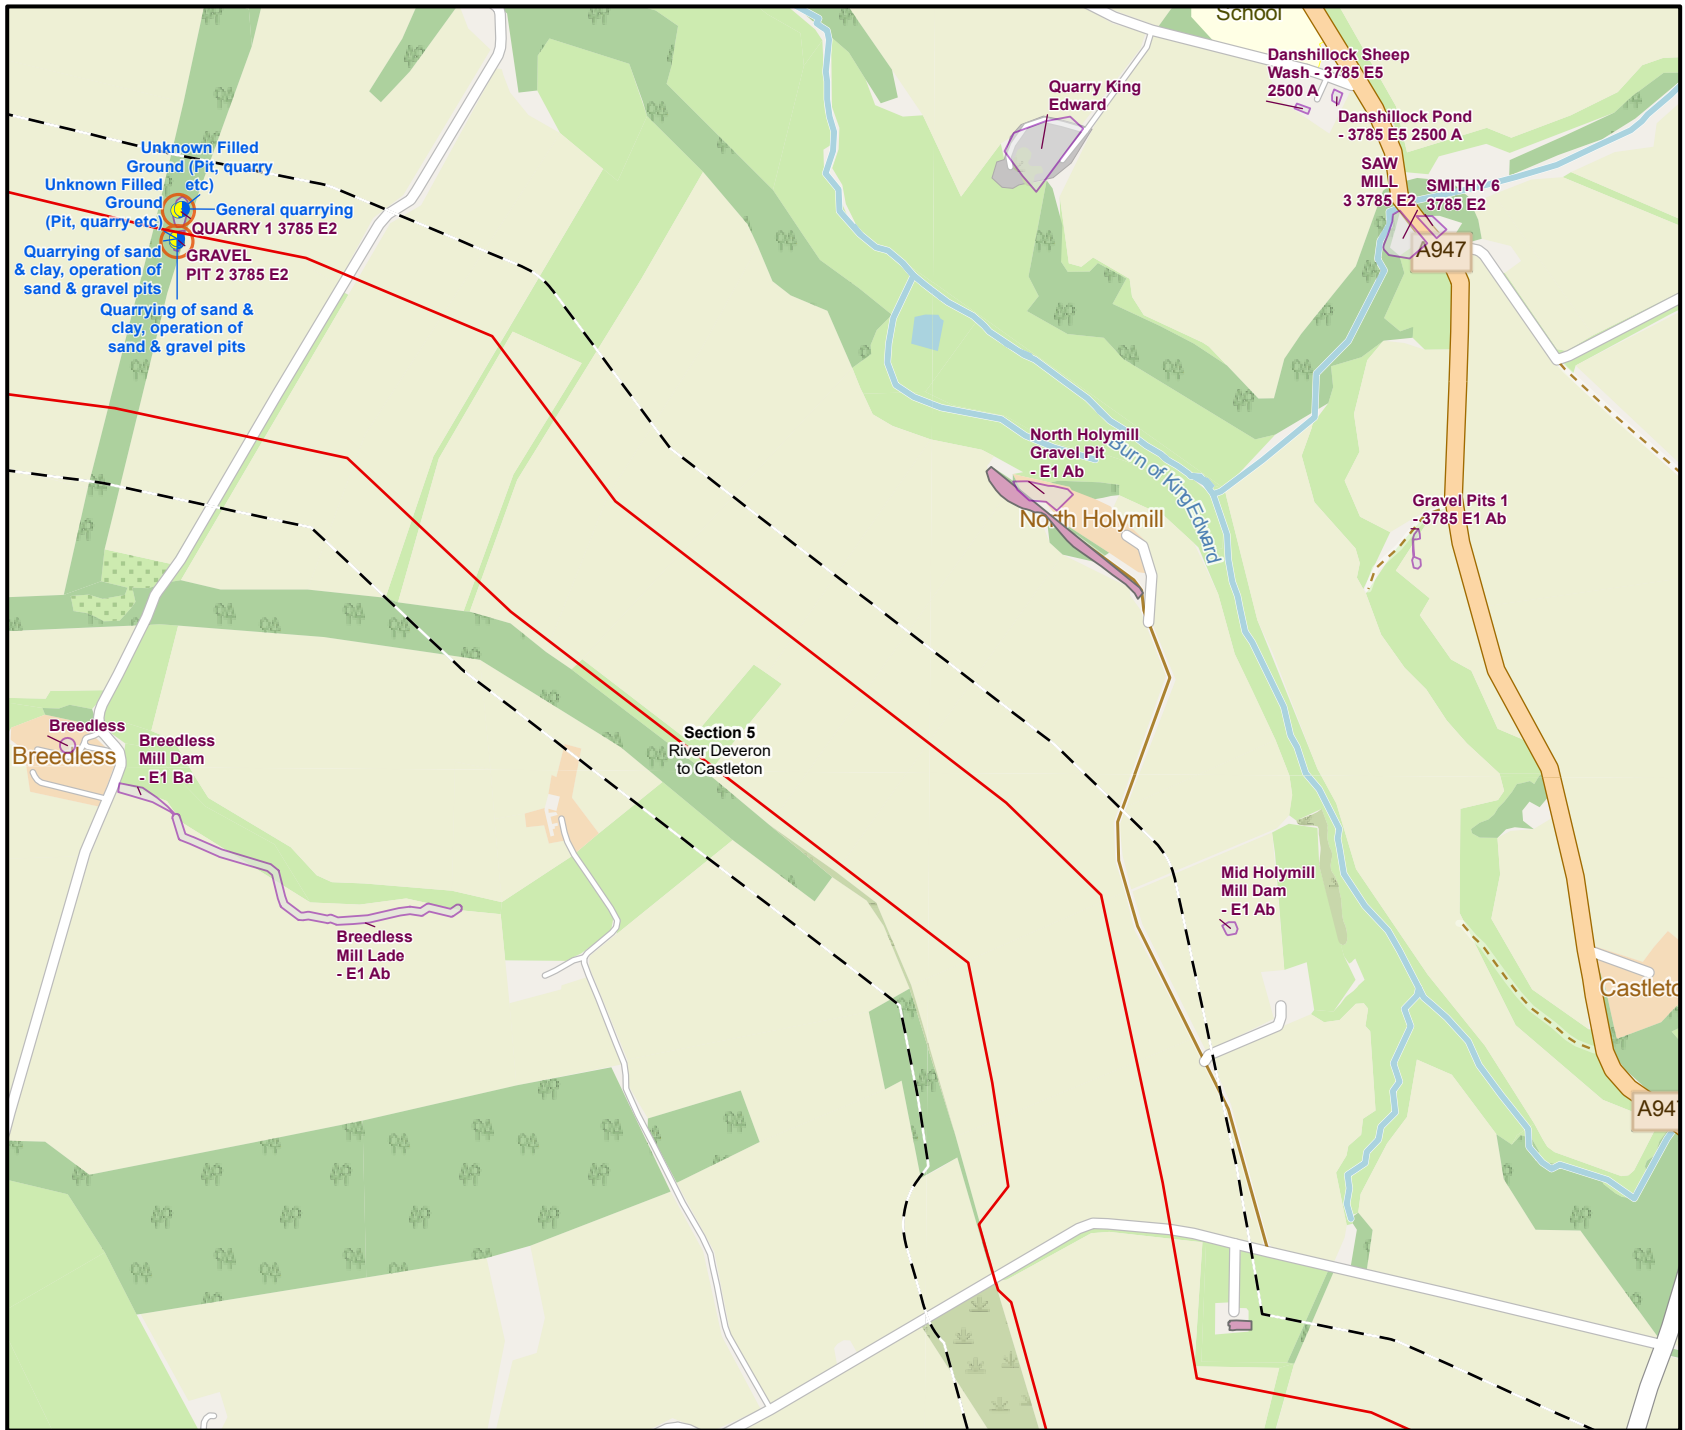 School
Danshillock Sheep
Wash - 3785 E5
2500 A
Quarry King
Edward
Danshillock Pond
- 3785 E5 2500 A
SAW
MILL
3 3785 E2
SMITHY 6
3785 E2
A947
Unknown Filled
Ground (Pit, quarry
etc)
Unknown Filled
Ground
(Pit, quarry etc)
General quarrying
QUARRY 1 3785 E2
GRAVEL
PIT 2 3785 E2
Quarrying of sand
& clay, operation of
sand & gravel pits
Quarrying of sand &
clay, operation of
sand & gravel pits
North Holymill
Gravel Pit
- E1 Ab
Burn of King Edward
North Holymill
Gravel Pits 1
- 3785 E1 Ab
Breedless
Breedless
Breedless
Mill Dam
- E1 Ba
Section 5
River Deveron
to Castleton
Mid Holymill
Mill Dam
- E1 Ab
Breedless
Mill Lade
- E1 Ab
Castleto
A947